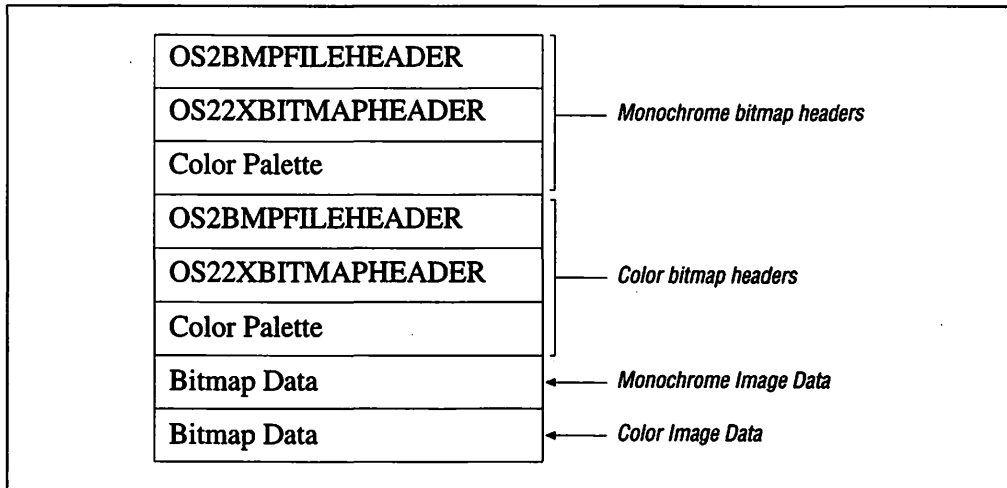 OS2BMPFILEHEADER
OS22XBITMAPHEADER
Monochrome bitmap headers
Color Palette
OS2BMPFILEHEADER
OS22XBITMAPHEADER
Color bitmap headers
Color Palette
Bitmap Data
Monochrome Image Data
Bitmap Data
Color Image Data